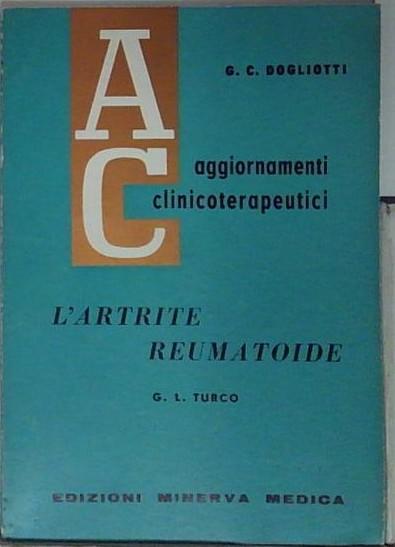 A
C
G. C. DOGLIOTTI
aggiornamenti
clinicoterapeutici
L'ARTRITE
REUMATOIDE
G. L. TURCO
EDIZIONI MINERVA MEDICA